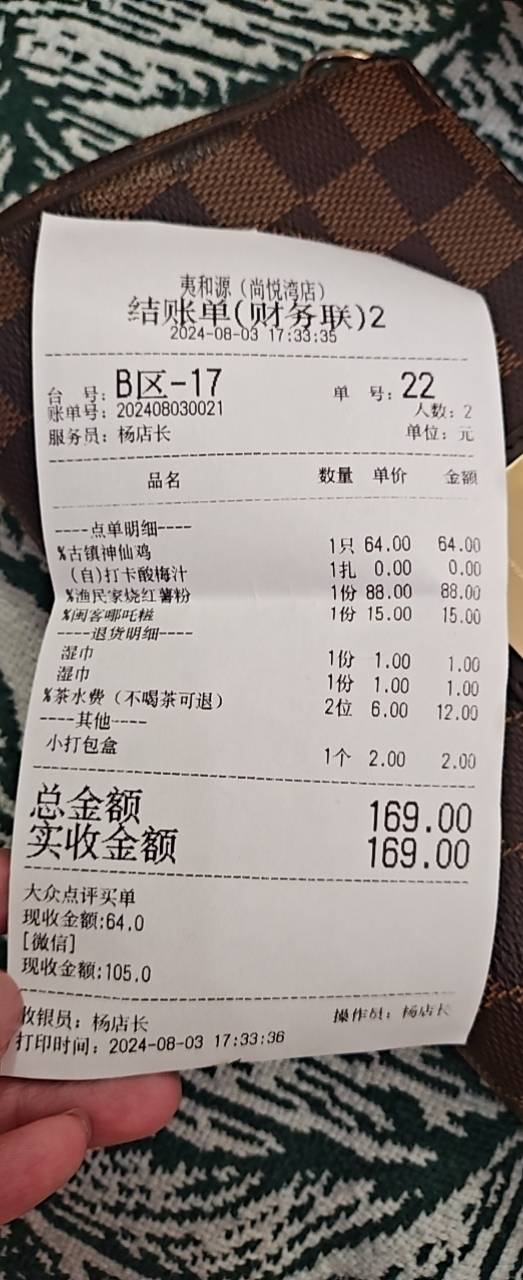 夷和源（尚悦湾店）
结账单(财务联)2
2024-08-03 17:33:35
台 号：B区-17 单 号：22
账单号：202408030021 人数：2
服务员：杨店长 单位：元
品名 数量 单价 金额
----点单明细----
%古镇神仙鸡 1只 64.00 64.00
(自)打卡酸梅汁 1扎 0.00 0.00
%渔民家烧红薯粉 1份 88.00 88.00
%闽客哪吒糍 1份 15.00 15.00
----退货明细----
湿巾 1份 1.00 1.00
湿巾 1份 1.00 1.00
%茶水费（不喝茶可退） 2位 6.00 12.00
----其他----
小打包盒 1个 2.00 2.00
总金额 169.00
实收金额 169.00
大众点评买单
现收金额:64.0
[微信]
现收金额:105.0
收银员：杨店长 操作员：杨店长
打印时间：2024-08-03 17:33:36